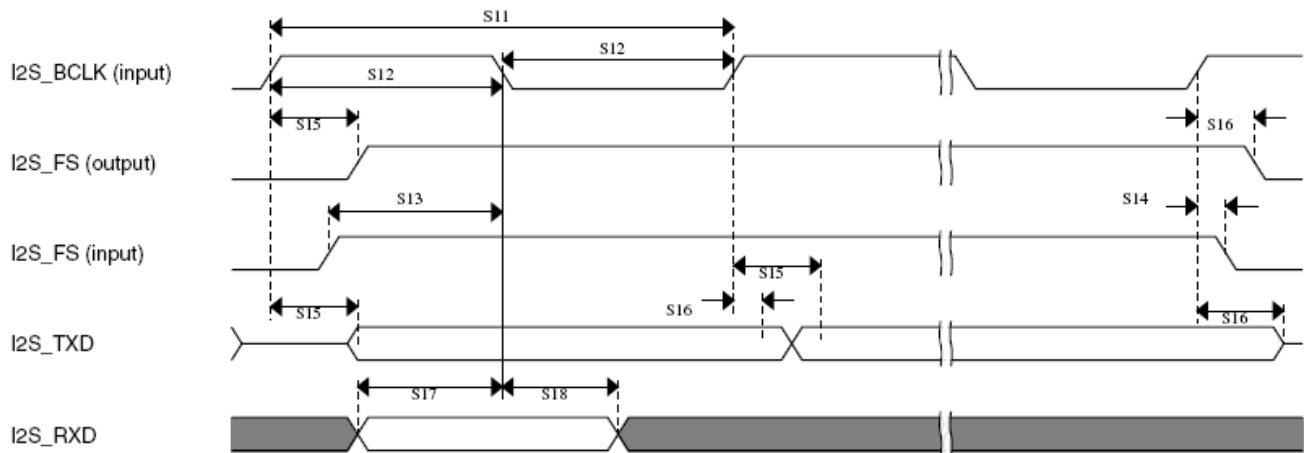 S11
I2S_BCLK (input)
S12
S12
S15
S16
I2S_FS (output)
S13
S14
I2S_FS (input)
S15
S15
S16
S16
I2S_TXD
S17
S18
I2S_RXD